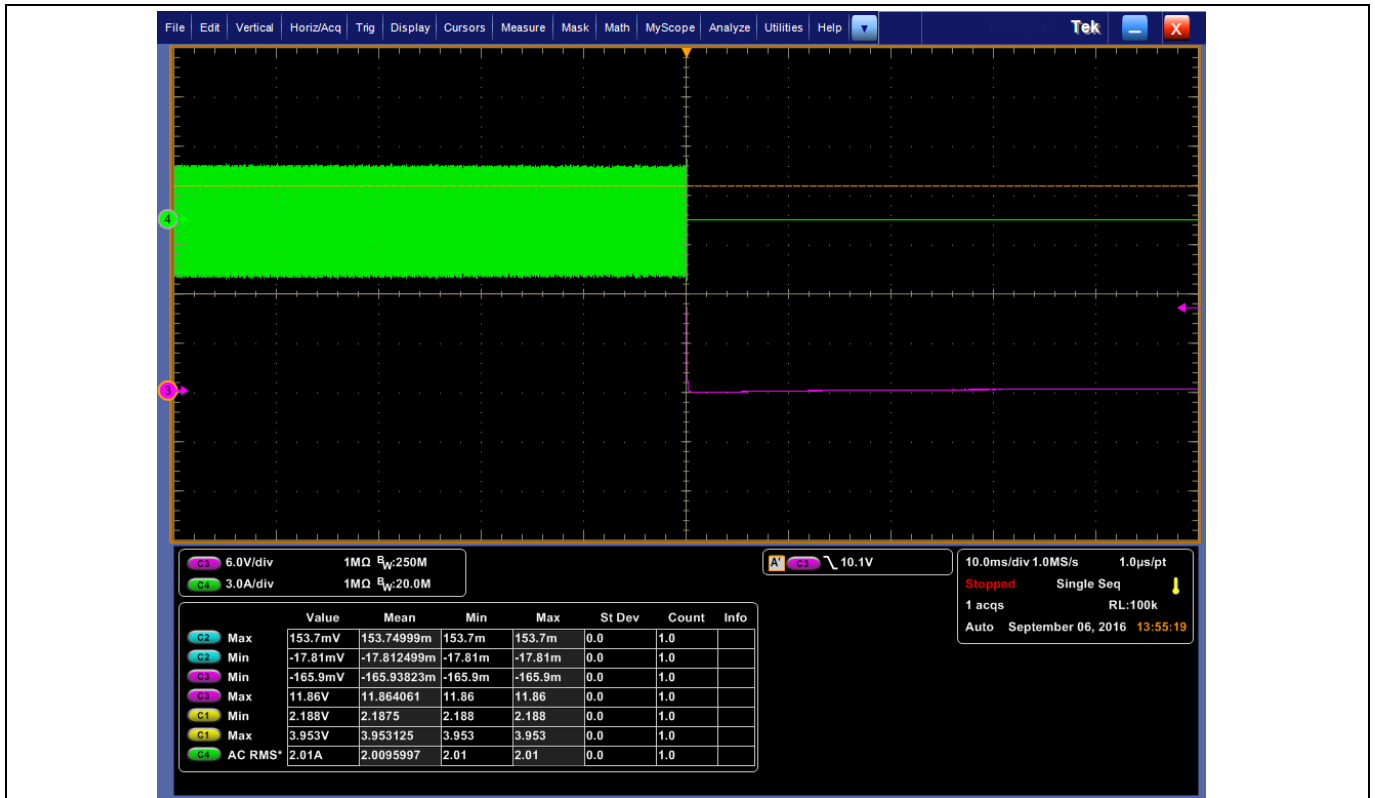 File Edit Vertical Horiz/Acq Trig Display Cursors Measure Mask Math MyScope Analyze Utilities Help Tek X
4
3
C3 6.0V/div 1MΩ BW:250M
C4 3.0A/div 1MΩ BW:20.0M
A' C3 10.1V
10.0ms/div 1.0MS/s 1.0µs/pt
Stopped Single Seq
1 acqs RL:100k
Auto September 06, 2016 13:55:19
Value Mean Min Max St Dev Count Info
C2 Max 153.7mV 153.74999m 153.7m 153.7m 0.0 1.0
C2 Min -17.81mV -17.812499m -17.81m -17.81m 0.0 1.0
C3 Min -165.9mV -165.93823m -165.9m -165.9m 0.0 1.0
C3 Max 11.86V 11.864061 11.86 11.86 0.0 1.0
C1 Min 2.188V 2.1875 2.188 2.188 0.0 1.0
C1 Max 3.953V 3.953125 3.953 3.953 0.0 1.0
C4 AC RMS* 2.01A 2.0095997 2.01 2.01 0.0 1.0